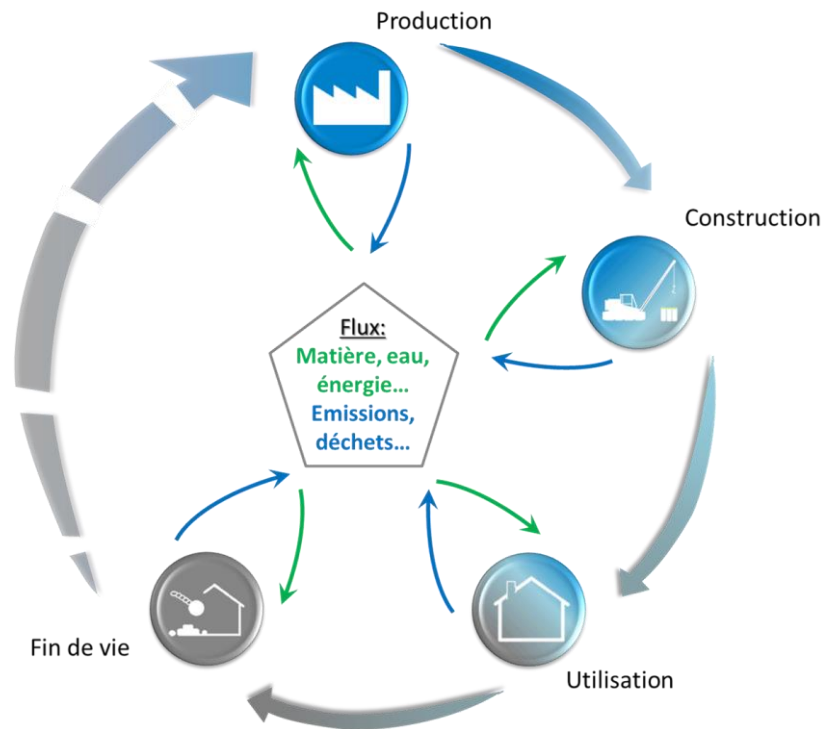 Production
Construction
Flux:
Matière, eau,
énergie...
Emissions,
déchets...
Fin de vie
Utilisation